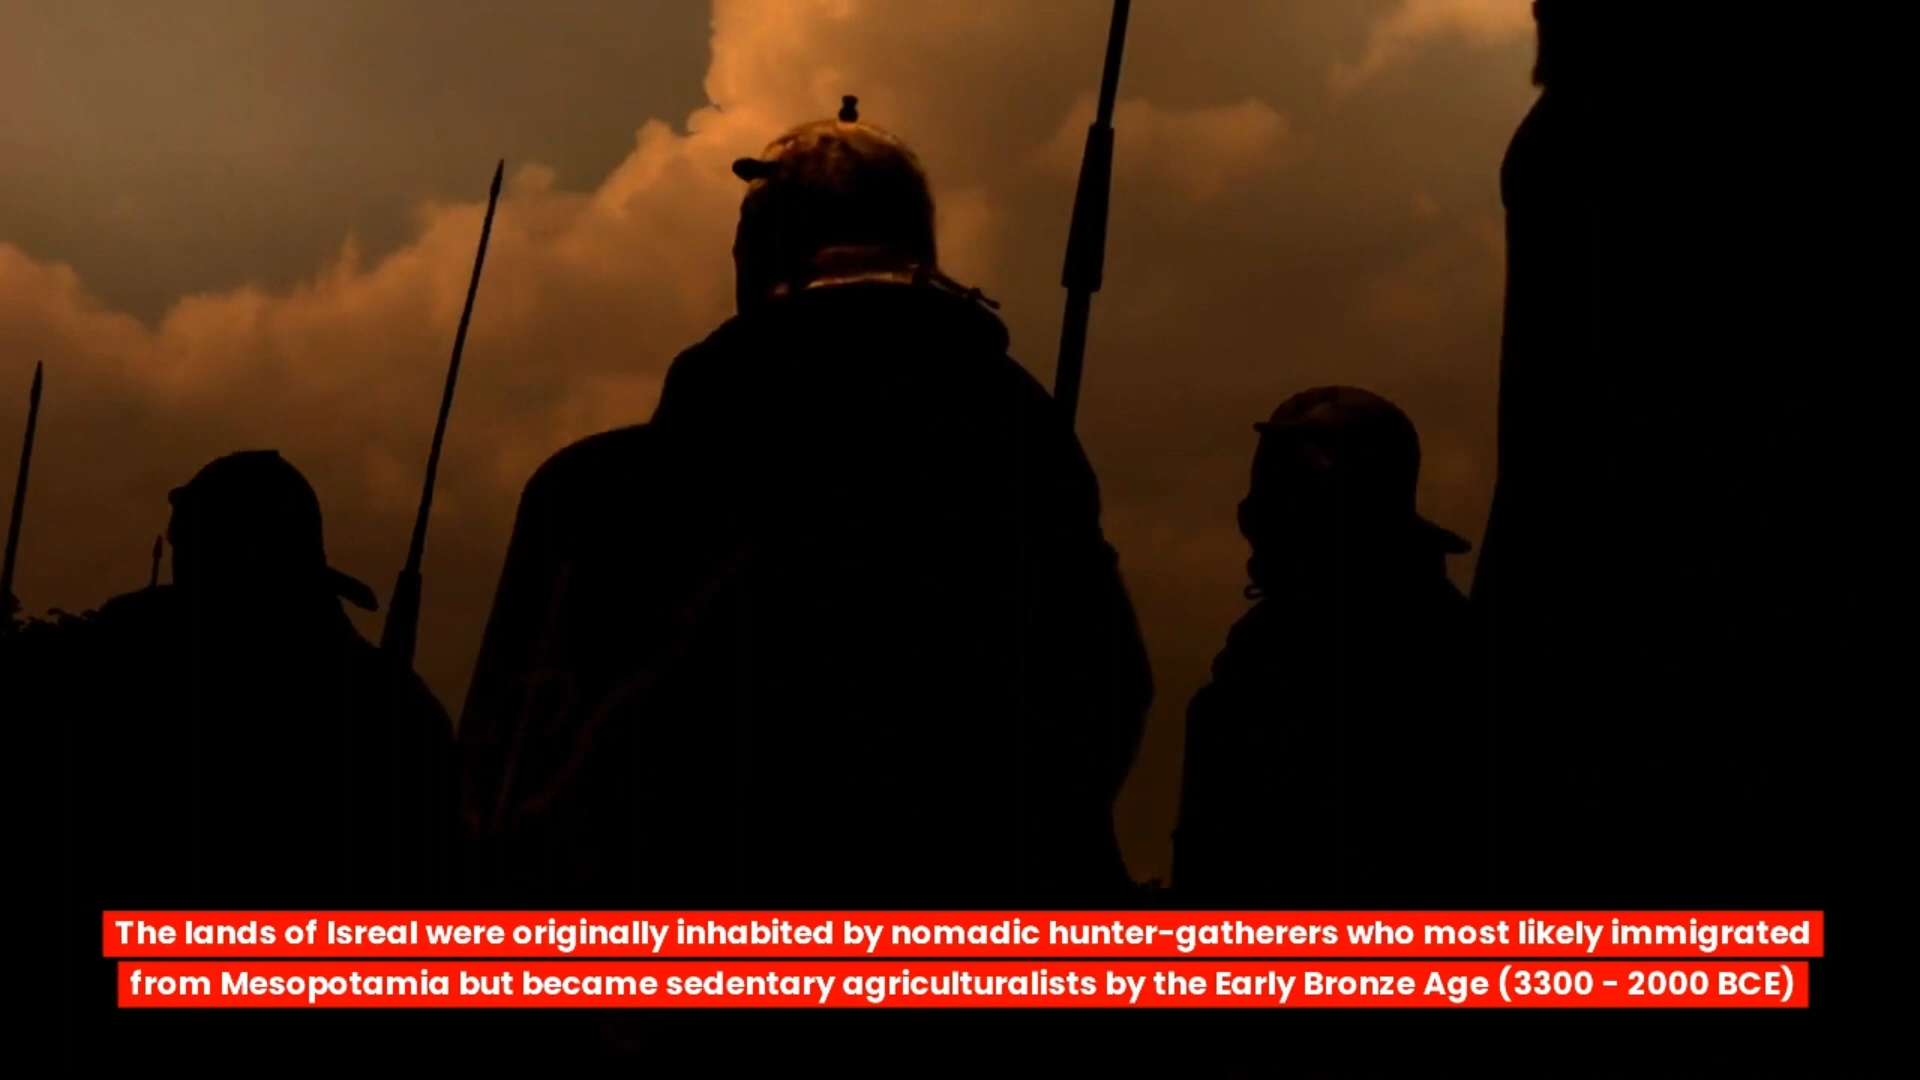 The lands of Isreal were originally inhabited by nomadic hunter-gatherers who most likely immigrated
from Mesopotamia but became sedentary agriculturalists by the Early Bronze Age (3300 - 2000 BCE)